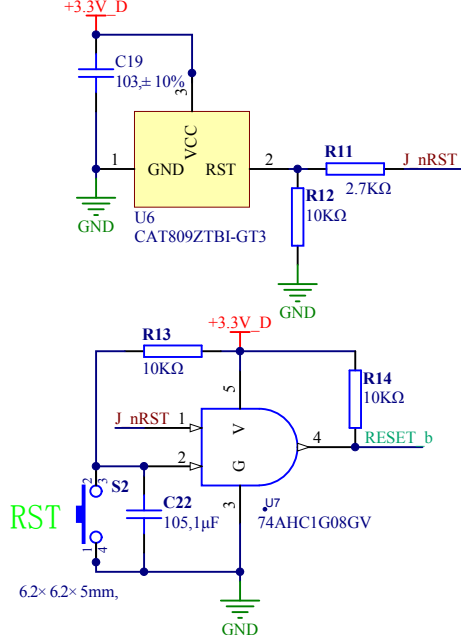 +3.3V_D
C19
103,± 10%
3
VCC
1
GND
RST
2
R11
J_nRST
2.7KΩ
R12
10KΩ
U6
CAT809ZTBI-GT3
GND
GND
+3.3V_D
R13
10KΩ
5
R14
10KΩ
J_nRST
1
V
4
RESET_b
2
G
2
3
S2
3
U7
C22
RST
105,1μF
74AHC1G08GV
1
4
6.2× 6.2× 5mm,
GND